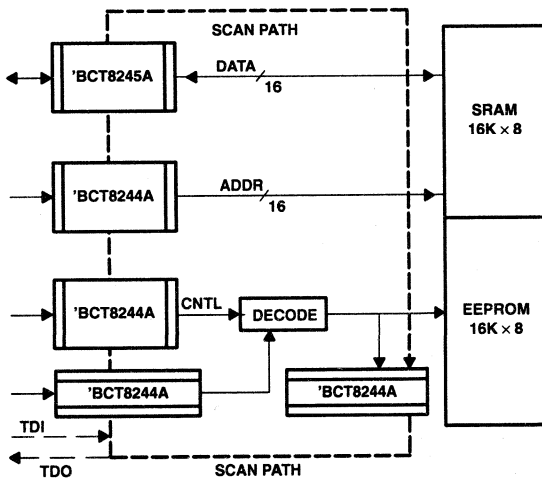 SCAN PATH
'BCT8245A
DATA
16
SRAM
16K × 8
'BCT8244A
ADDR
16
'BCT8244A
CNTL
DECODE
EEPROM
16K × 8
'BCT8244A
'BCT8244A
TDI
TDO
SCAN PATH